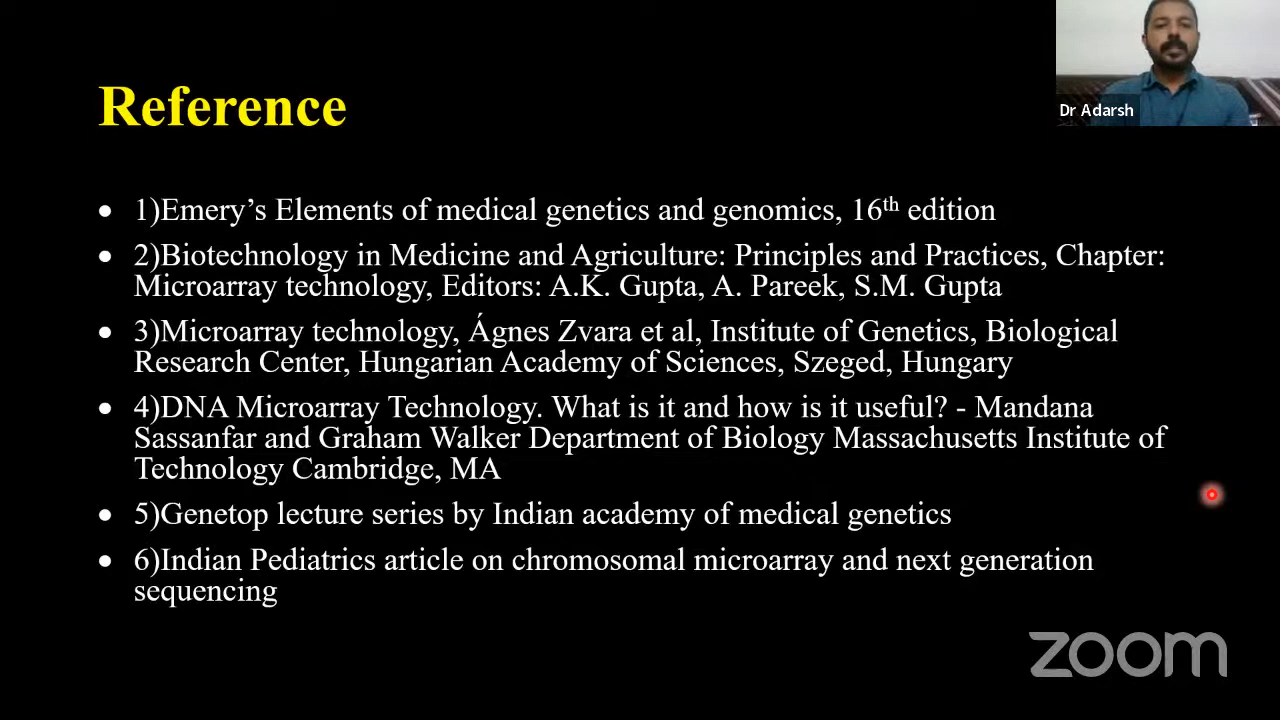 Dr Adarsh
Reference
• 1)Emery’s Elements of medical genetics and genomics, 16th edition
• 2)Biotechnology in Medicine and Agriculture: Principles and Practices, Chapter:
Microarray technology, Editors: A.K. Gupta, A. Pareek, S.M. Gupta
• 3)Microarray technology, Ágnes Zvara et al, Institute of Genetics, Biological
Research Center, Hungarian Academy of Sciences, Szeged, Hungary
• 4)DNA Microarray Technology. What is it and how is it useful? - Mandana
Sassanfar and Graham Walker Department of Biology Massachusetts Institute of
Technology Cambridge, MA
• 5)Genetop lecture series by Indian academy of medical genetics
• 6)Indian Pediatrics article on chromosomal microarray and next generation
sequencing
zoom